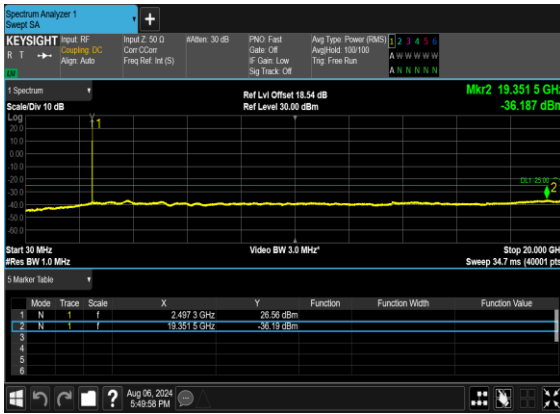 Spectrum Analyzer 1
Swept SA
+
KEYSIGHT
R T
Input: RF
Coupling: DC
Align: Auto
Input Z: 50 Ω
Corr CCorr
Freq Ref: Int (S)
#Atten: 30 dB
PNO: Fast
Gate: Off
IF Gain: Low
Sig Track: Off
Avg Type: Power (RMS)
Avg|Hold: 100/100
Trig: Free Run
1 2 3 4 5 6
A W W W W W
A N N N N N
1 Spectrum
Scale/Div 10 dB
Ref Lvl Offset 18.54 dB
Ref Level 30.00 dBm
Mkr2 19.351 5 GHz
-36.187 dBm
Log
20.0
10.0
0.00
-10.0
-20.0
-30.0
-40.0
-50.0
-60.0
1
DL1 -25.00
2
Start 30 MHz
#Res BW 1.0 MHz
Video BW 3.0 MHz*
Stop 20.000 GH
Sweep 34.7 ms (40001 pts
5 Marker Table
Mode Trace Scale X Y Function Function Width Function Value
1 N 1 f 2.497 3 GHz 26.56 dBm
2 N 1 f 19.351 5 GHz -36.19 dBm
3
4
5
6
?
Aug 06, 2024
5:49:58 PM